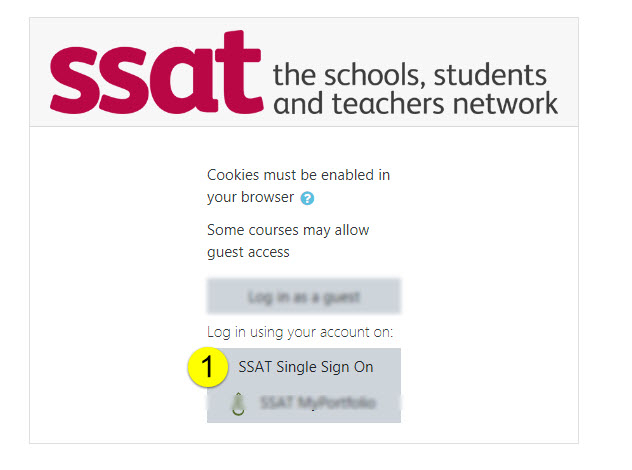 ssat the schools, students
and teachers network
Cookies must be enabled in
your browser ?
Some courses may allow
guest access
Log in as a guest
Log in using your account on:
1 SSAT Single Sign On
SSAT MyPortfolio